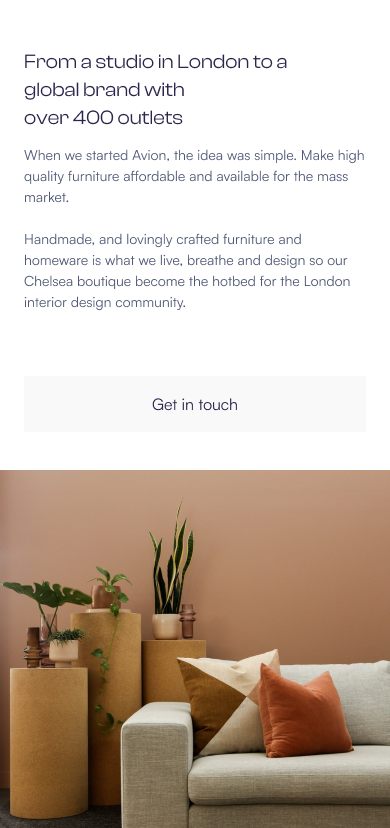 From a studio in London to a
global brand with
over 400 outlets
When we started Avion, the idea was simple. Make high
quality furniture affordable and available for the mass
market.
Handmade, and lovingly crafted furniture and
homeware is what we live, breathe and design so our
Chelsea boutique become the hotbed for the London
interior design community.
Get in touch